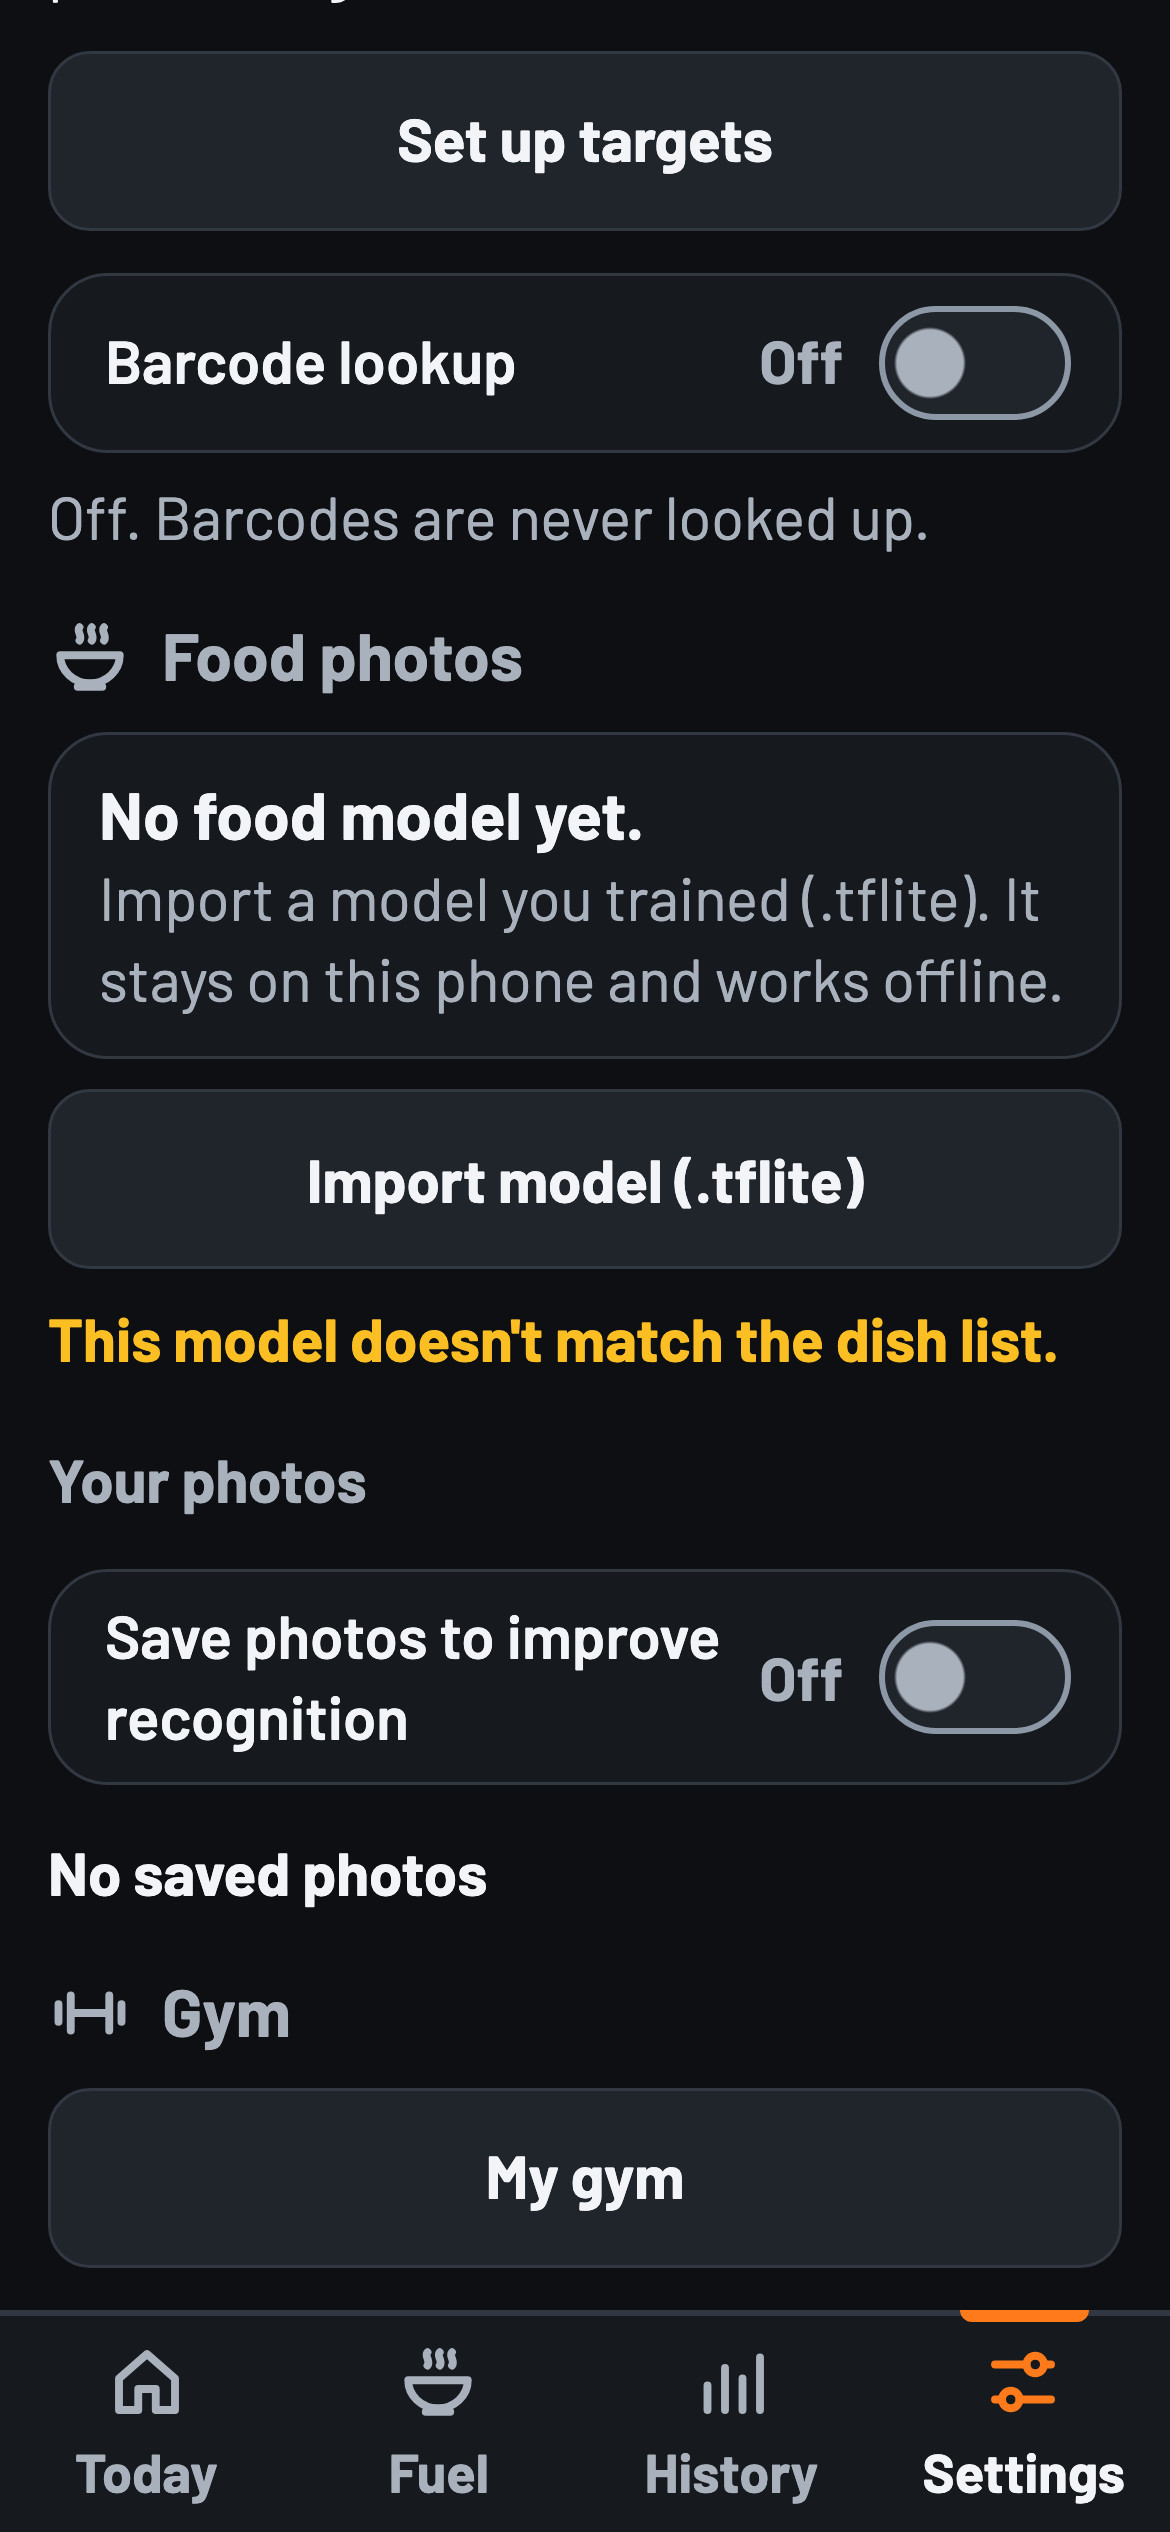 Set up targets
Barcode lookup Off
Off. Barcodes are never looked up.
Food photos
No food model yet.
Import a model you trained (.tflite). It
stays on this phone and works offline.
Import model (.tflite)
This model doesn't match the dish list.
Your photos
Save photos to improve
recognition
Off
No saved photos
Gym
My gym
Today Fuel History Settings